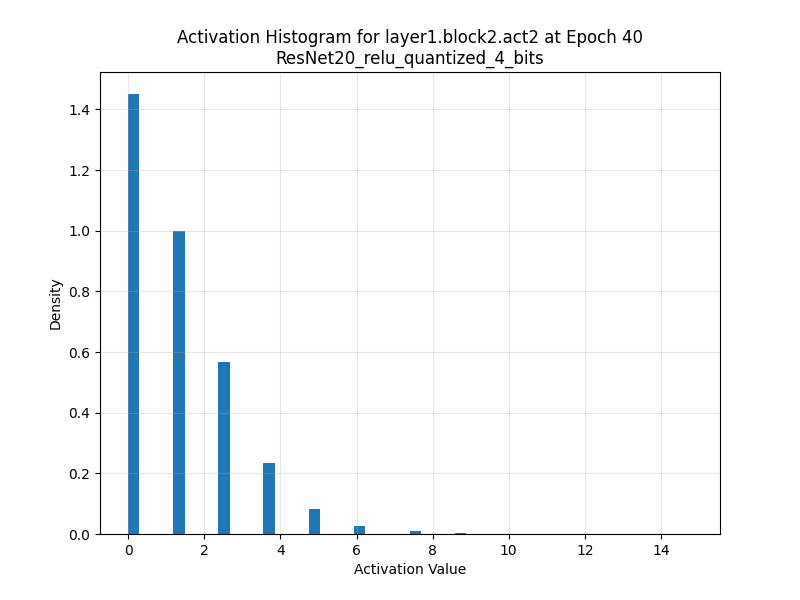 Activation Histogram for layer1.block2.act2 at Epoch 40
ResNet20_relu_quantized_4_bits
1.4
1.2
1.0
0.8
0.6
0.4
0.2
0.0
Density
0 2 4 6 8 10 12 14
Activation Value